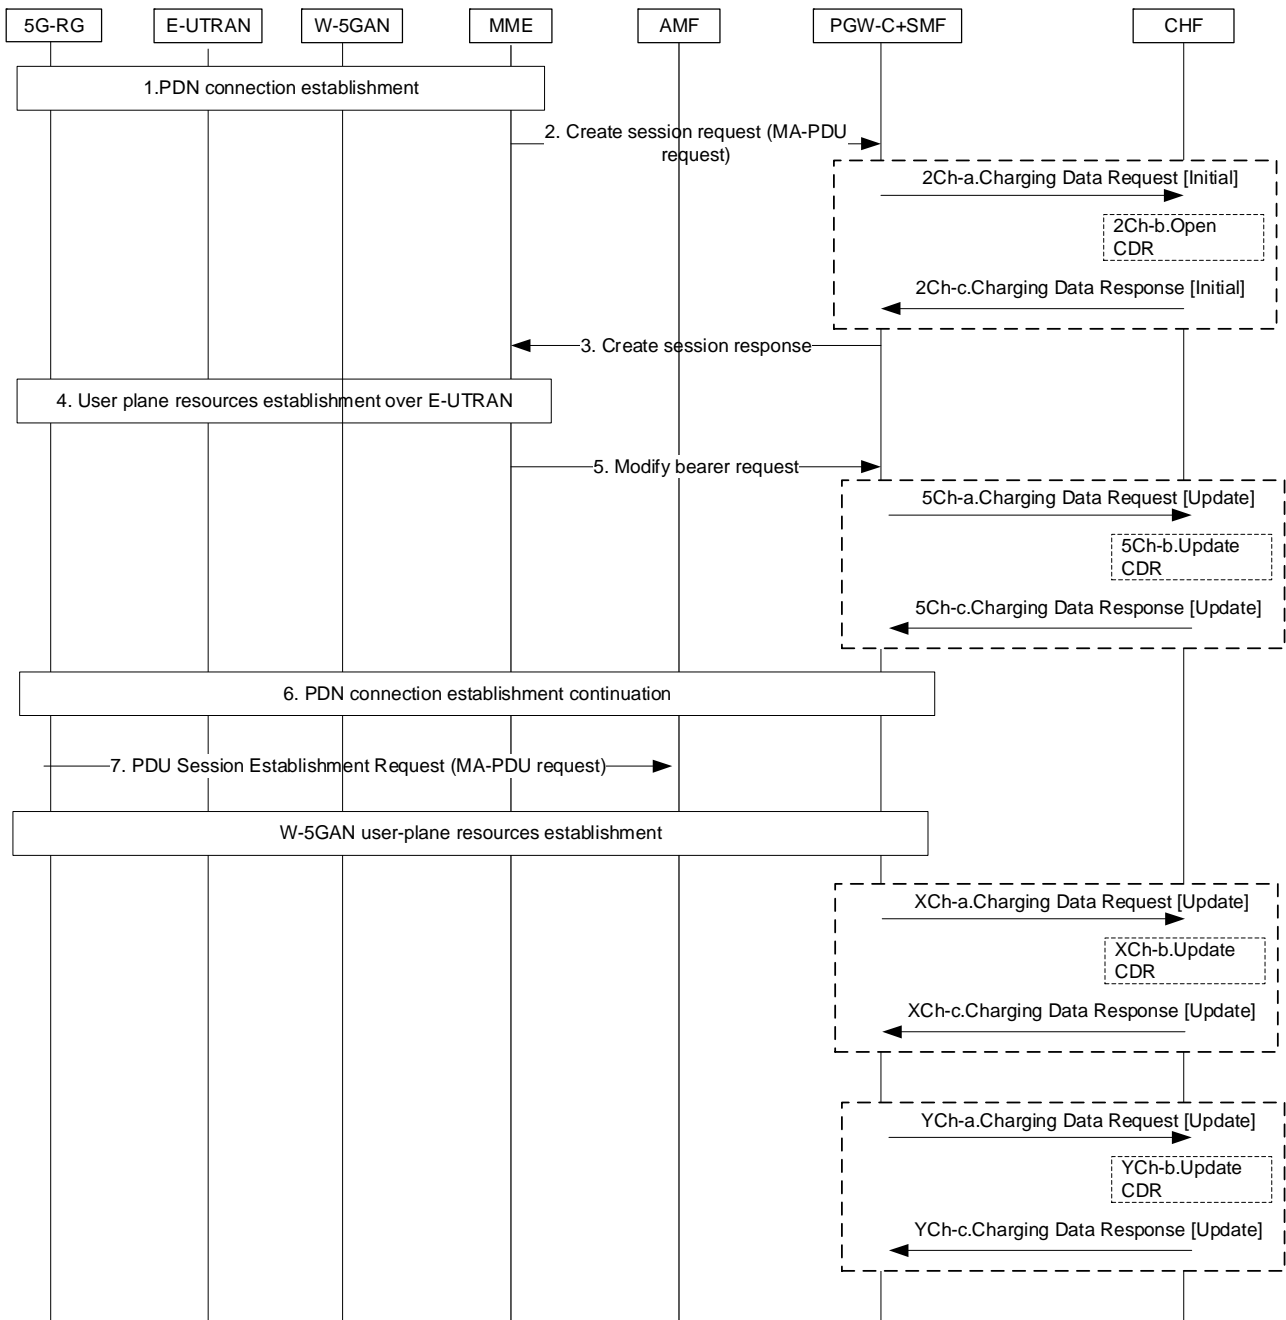 5G-RG
E-UTRAN
W-5GAN
MME
AMF
PGW-C+SMF
CHF
1.PDN connection establishment
2. Create session request (MA-PDU
request)
2Ch-a.Charging Data Request [Initial]
2Ch-b.Open
CDR
2Ch-c.Charging Data Response [Initial]
3. Create session response
4. User plane resources establishment over E-UTRAN
5. Modify bearer request
5Ch-a.Charging Data Request [Update]
5Ch-b.Update
CDR
5Ch-c.Charging Data Response [Update]
6. PDN connection establishment continuation
7. PDU Session Establishment Request (MA-PDU request)
W-5GAN user-plane resources establishment
XCh-a.Charging Data Request [Update]
XCh-b.Update
CDR
XCh-c.Charging Data Response [Update]
YCh-a.Charging Data Request [Update]
YCh-b.Update
CDR
YCh-c.Charging Data Response [Update]